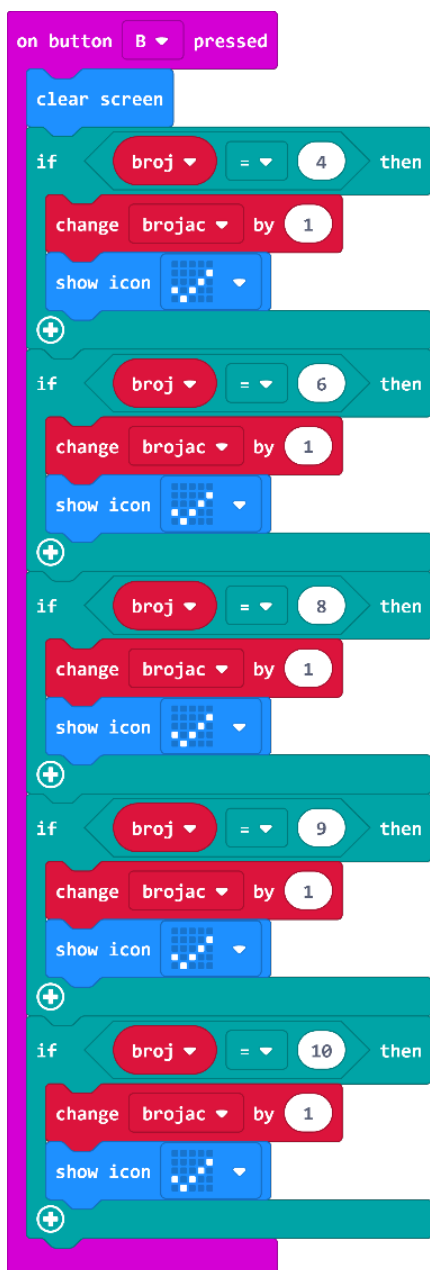 on button B pressed
clear screen
if broj = 4 then
change brojac by 1
show icon
if broj = 6 then
change brojac by 1
show icon
if broj = 8 then
change brojac by 1
show icon
if broj = 9 then
change brojac by 1
show icon
if broj = 10 then
change brojac by 1
show icon